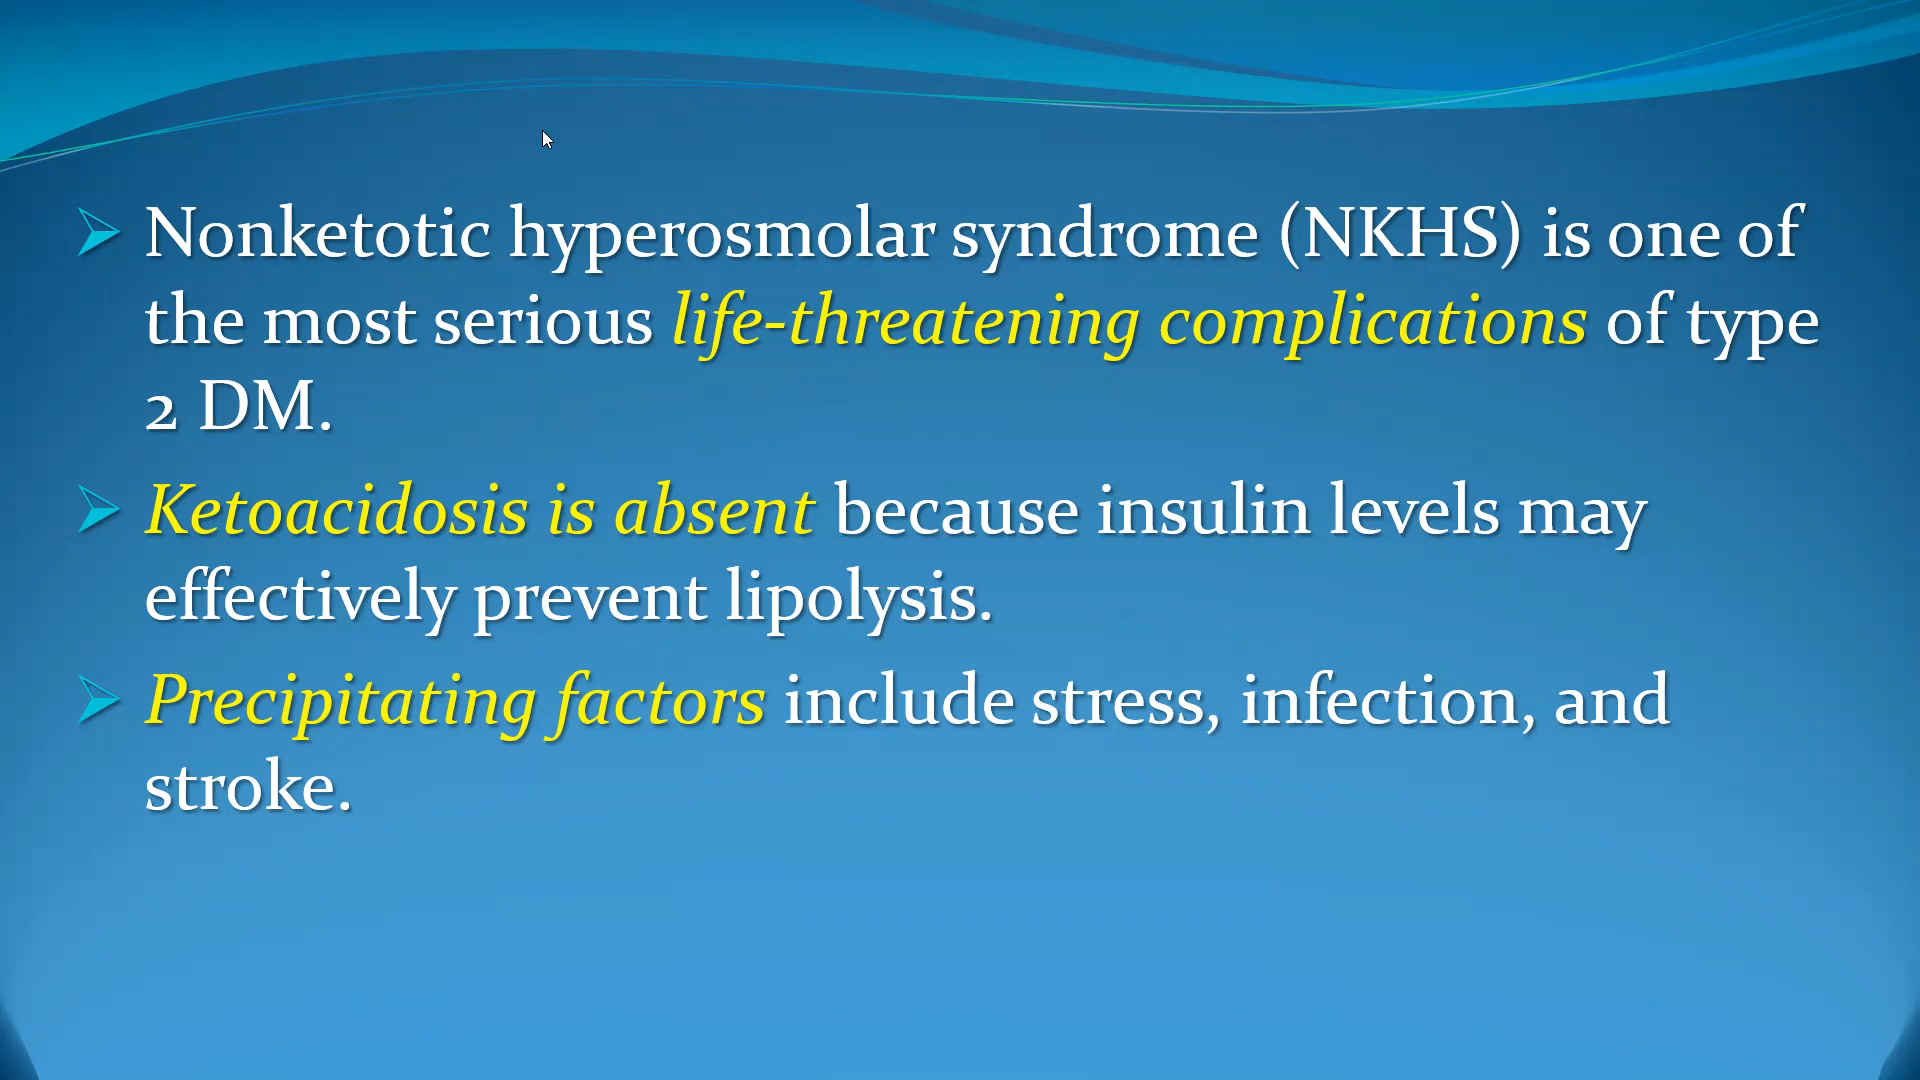 Nonketotic hyperosmolar syndrome (NKHS) is one of
the most serious life-threatening complications of type
2 DM.
Ketoacidosis is absent because insulin levels may
effectively prevent lipolysis.
Precipitating factors include stress, infection, and
stroke.